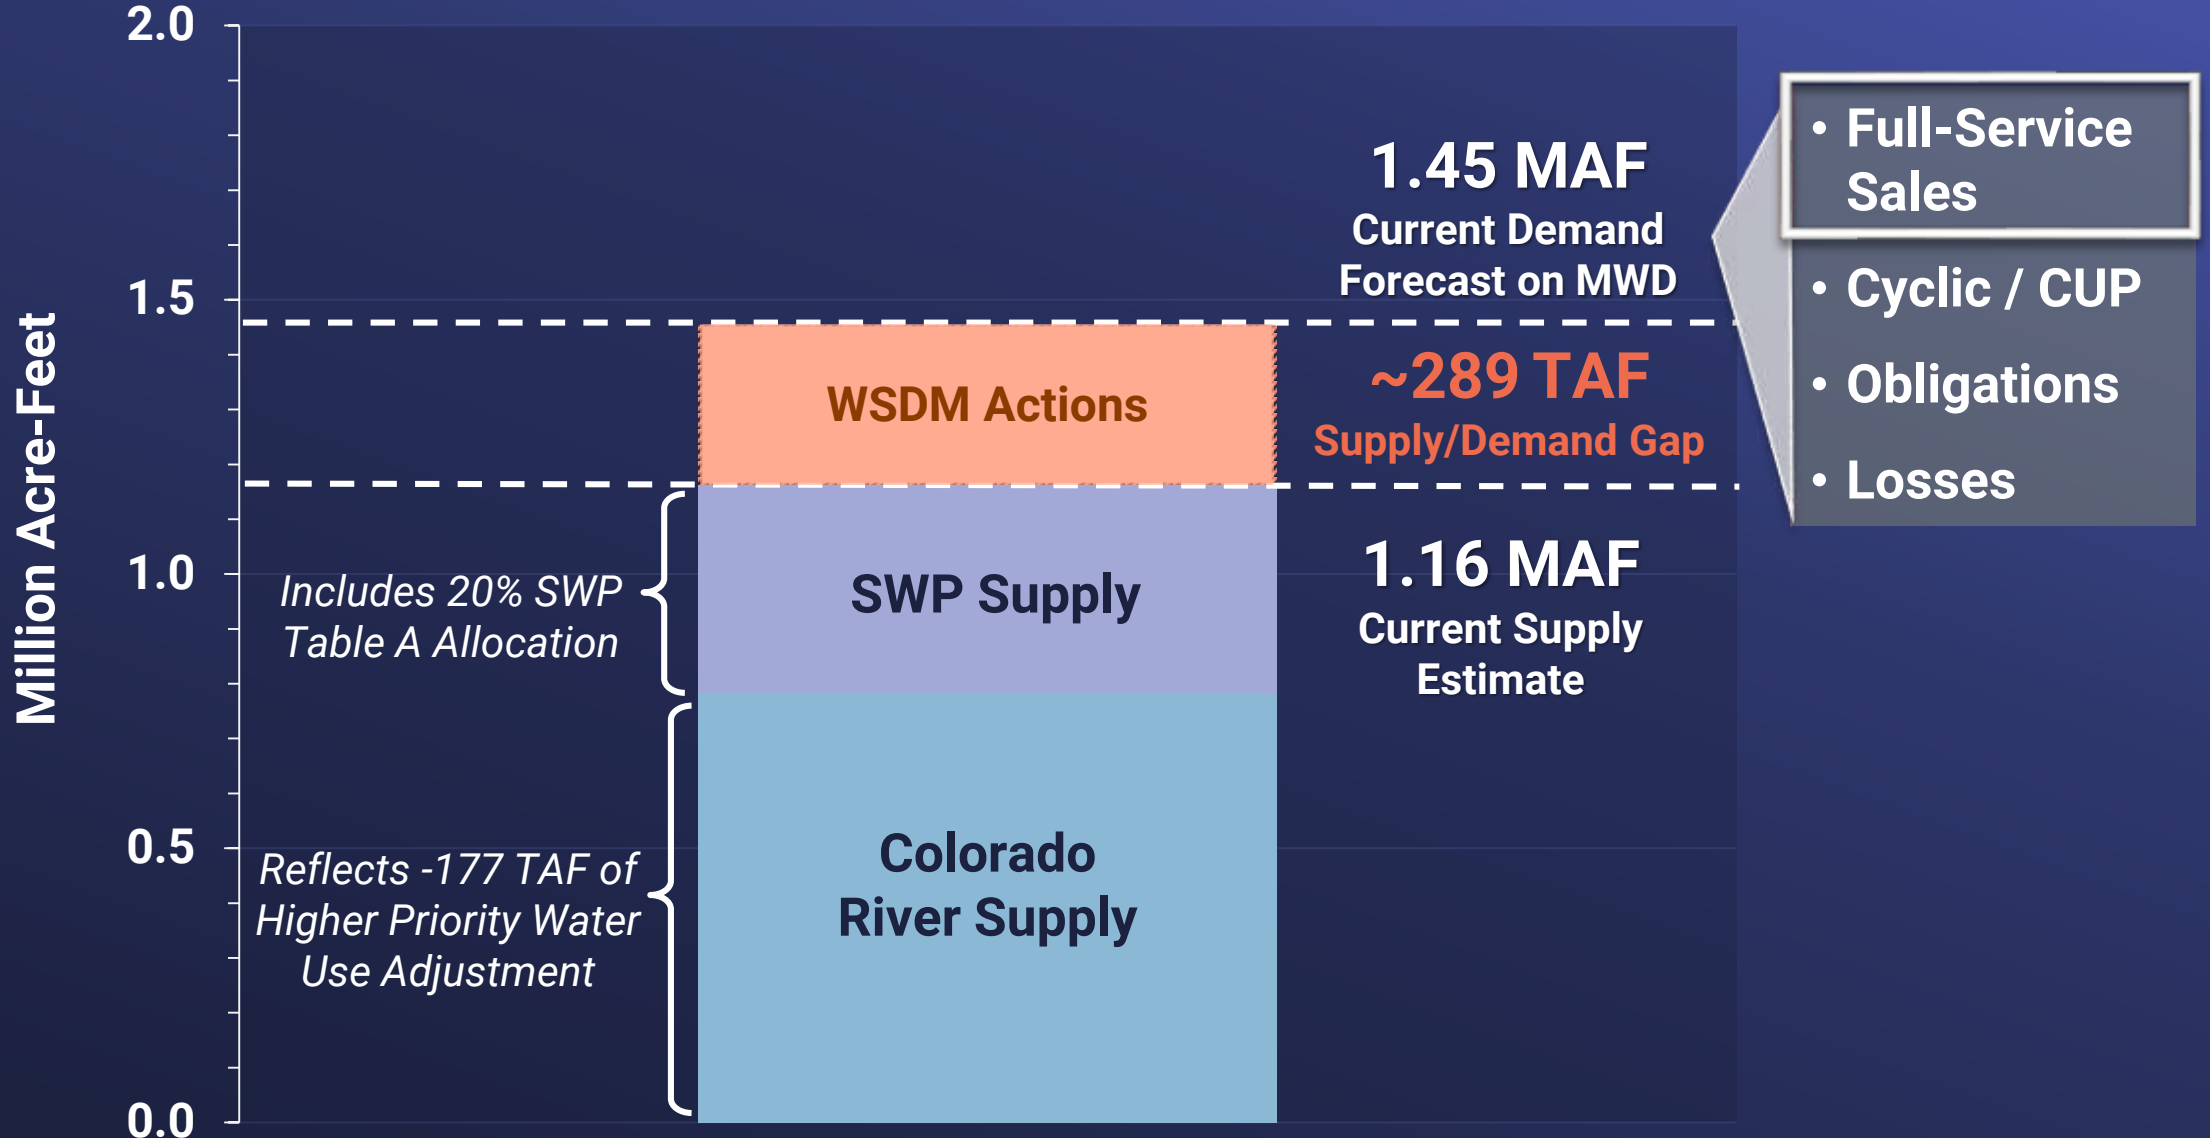 Million Acre-Feet
2.0
1.5
1.0
0.5
0.0
Includes 20% SWP
Table A Allocation
Reflects -177 TAF of
Higher Priority Water
Use Adjustment
WSDM Actions
SWP Supply
Colorado
River Supply
1.45 MAF
Current Demand
Forecast on MWD
~289 TAF
Supply/Demand Gap
1.16 MAF
Current Supply
Estimate
• Full-Service
Sales
• Cyclic / CUP
• Obligations
• Losses